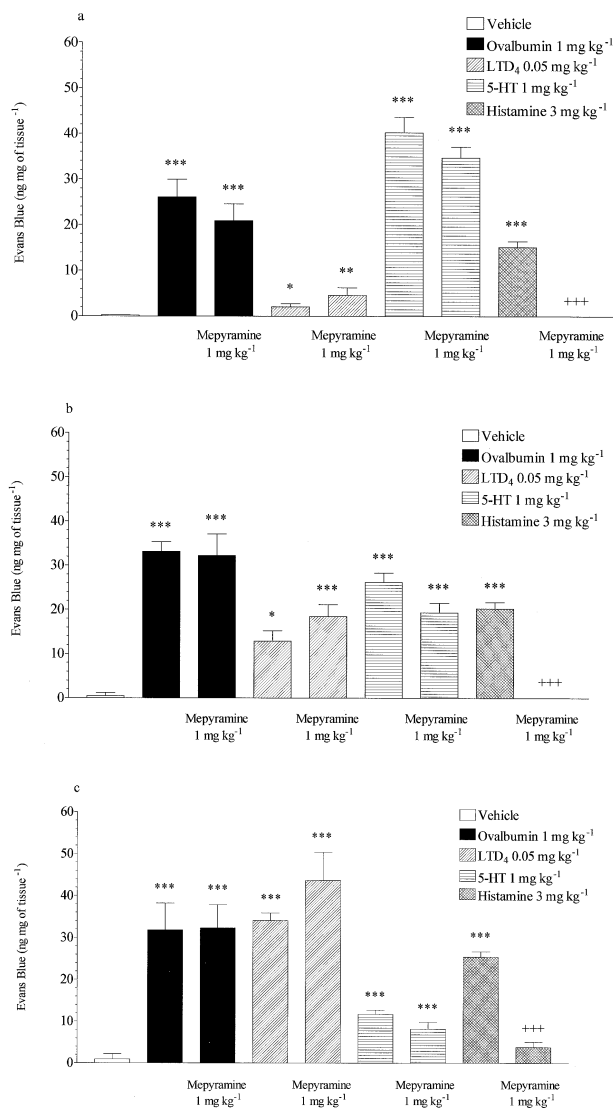 a
Vehicle
Ovalbumin 1 mg kg⁻¹
LTD₄ 0.05 mg kg⁻¹
5-HT 1 mg kg⁻¹
Histamine 3 mg kg⁻¹
Evans Blue (ng mg of tissue⁻¹)
60
50
40
30
20
10
0
***
***
*
**
***
***
***
+++
Mepyramine Mepyramine Mepyramine Mepyramine
1 mg kg⁻¹ 1 mg kg⁻¹ 1 mg kg⁻¹ 1 mg kg⁻¹
b
Vehicle
Ovalbumin 1 mg kg⁻¹
LTD₄ 0.05 mg kg⁻¹
5-HT 1 mg kg⁻¹
Histamine 3 mg kg⁻¹
Evans Blue (ng mg of tissue⁻¹)
60
50
40
30
20
10
0
***
***
*
***
***
***
***
+++
Mepyramine Mepyramine Mepyramine Mepyramine
1 mg kg⁻¹ 1 mg kg⁻¹ 1 mg kg⁻¹ 1 mg kg⁻¹
c
Vehicle
Ovalbumin 1 mg kg⁻¹
LTD₄ 0.05 mg kg⁻¹
5-HT 1 mg kg⁻¹
Histamine 3 mg kg⁻¹
Evans Blue (ng mg of tissue⁻¹)
60
50
40
30
20
10
0
***
***
***
***
***
***
***
+++
Mepyramine Mepyramine Mepyramine Mepyramine
1 mg kg⁻¹ 1 mg kg⁻¹ 1 mg kg⁻¹ 1 mg kg⁻¹